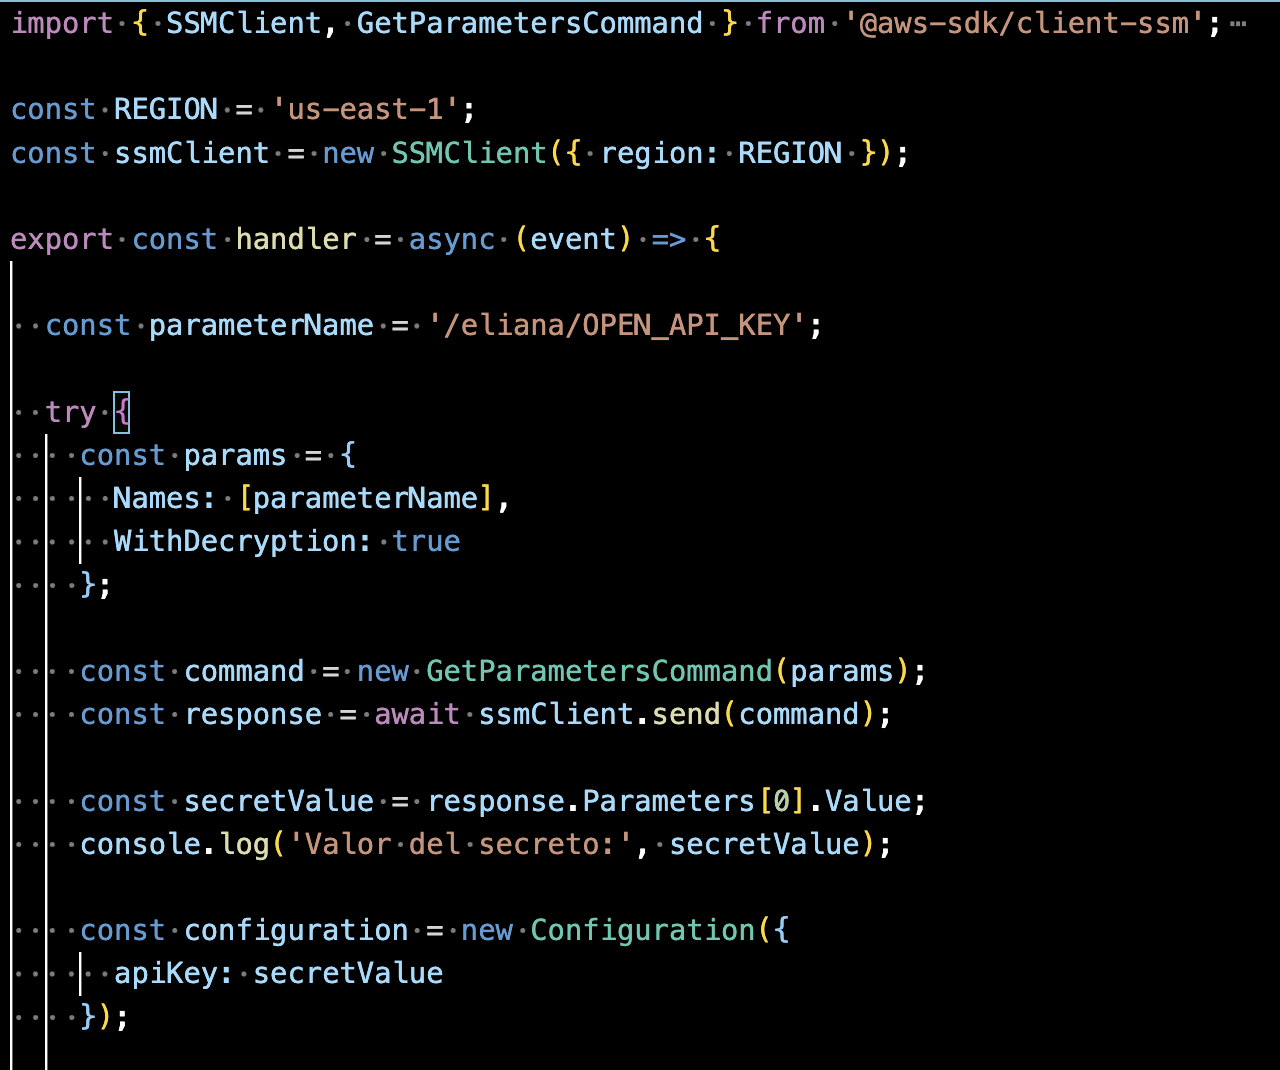 import { SSMClient, GetParametersCommand } from '@aws-sdk/client-ssm';…
const REGION = 'us-east-1';
const ssmClient = new SSMClient({ region: REGION });
export const handler = async (event) => {
const parameterName = '/eliana/OPEN_API_KEY';
try {
const params = {
Names: [parameterName],
WithDecryption: true
};
const command = new GetParametersCommand(params);
const response = await ssmClient.send(command);
const secretValue = response.Parameters[0].Value;
console.log('Valor del secreto:', secretValue);
const configuration = new Configuration({
apiKey: secretValue
});